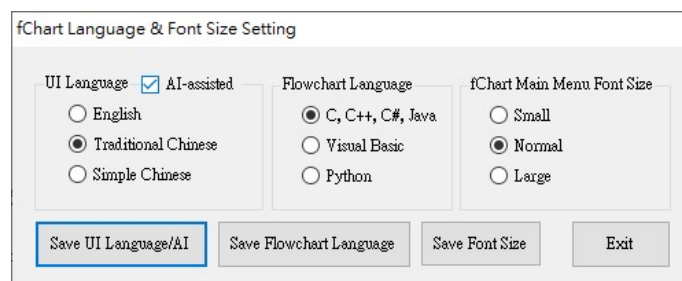 fChart Language & Font Size Setting
UI Language AI-assisted
English
Traditional Chinese
Simple Chinese
Flowchart Language
C, C++, C#, Java
Visual Basic
Python
fChart Main Menu Font Size
Small
Normal
Large
Save UI Language/AI
Save Flowchart Language
Save Font Size
Exit